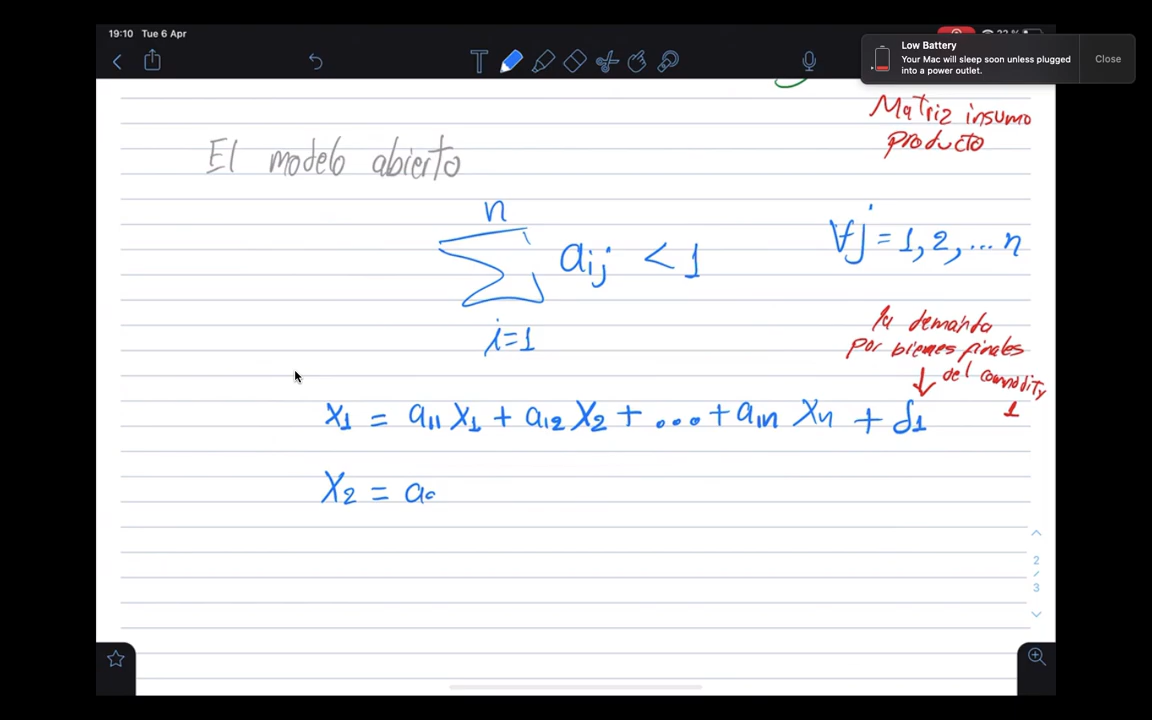 19:10 Tue 6 Apr
Low Battery
Your Mac will sleep soon unless plugged
into a power outlet.
Close
Matriz insumo
producto
El modelo abierto
n
∑ aij < 1
i=1
∀j = 1, 2, ... n
la demanda
por bienes finales
del commodity
1
X1 = a11 X1 + a12 X2 + ... + a1n Xn + d1
X2 = a
2
/
3